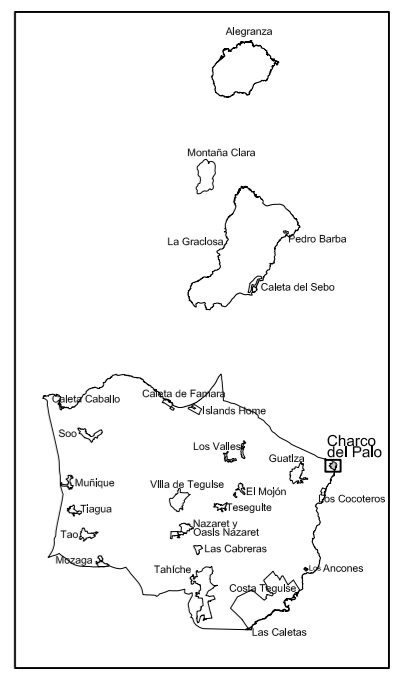 Alegranza
Montaña Clara
La GracIosa
Pedro Barba
Caleta del Sebo
Caleta Caballo
Caleta de Famara
Islands Home
Soo
Los Valles
Charco
del Palo
GuatIza
Muñique
VIlla de Teguise
El Mojón
Los Cocoteros
Tiagua
TeseguIte
Nazaret y
Oasis Nazaret
Tao
Las Cabreras
Mozaga
TahIche
Los Ancones
Costa Teguise
Las Caletas